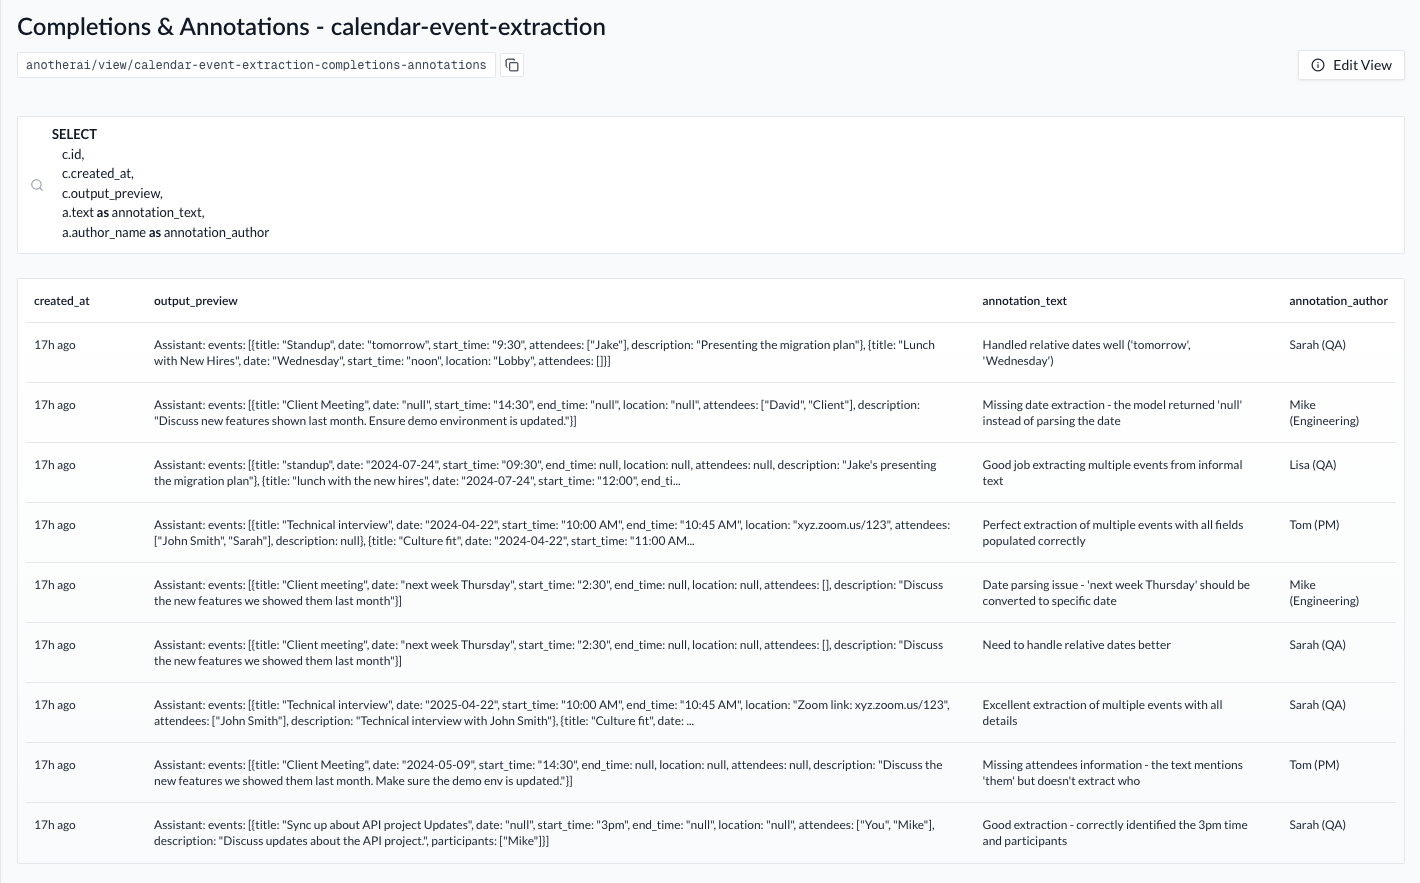 Completions & Annotations - calendar-event-extraction
anotherai/view/calendar-event-extraction-completions-annotations
Edit View
SELECT
c.id,
c.created_at,
c.output_preview,
a.text as annotation_text,
a.author_name as annotation_author
created_at output_preview annotation_text annotation_author
17h ago Assistant: events: [{title: "Standup", date: "tomorrow", start_time: "9:30", attendees: ["Jake"], description: "Presenting the migration plan"}, {title: "Lunch Handled relative dates well ('tomorrow', Sarah (QA)
with New Hires", date: "Wednesday", start_time: "noon", location: "Lobby", attendees: []}] 'Wednesday')
17h ago Assistant: events: [{title: "Client Meeting", date: "null", start_time: "14:30", end_time: "null", location: "null", attendees: ["David", "Client"], description: Missing date extraction - the model returned 'null' Mike
"Discuss new features shown last month. Ensure demo environment is updated."}] instead of parsing the date (Engineering)
17h ago Assistant: events: [{title: "standup", date: "2024-07-24", start_time: "09:30", end_time: null, location: null, attendees: null, description: "Jake's presenting Good job extracting multiple events from informal Lisa (QA)
the migration plan"}, {title: "lunch with the new hires", date: "2024-07-24", start_time: "12:00", end_ti... text
17h ago Assistant: events: [{title: "Technical interview", date: "2024-04-22", start_time: "10:00 AM", end_time: "10:45 AM", location: "xyz.zoom.us/123", attendees: Perfect extraction of multiple events with all fields Tom (PM)
["John Smith", "Sarah"], description: null}, {title: "Culture fit", date: "2024-04-22", start_time: "11:00 AM... populated correctly
17h ago Assistant: events: [{title: "Client meeting", date: "next week Thursday", start_time: "2:30", end_time: null, location: null, attendees: [], description: "Discuss Date parsing issue - 'next week Thursday' should be Mike
the new features we showed them last month"}] converted to specific date (Engineering)
17h ago Assistant: events: [{title: "Client meeting", date: "next week Thursday", start_time: "2:30", end_time: null, location: null, attendees: [], description: "Discuss Need to handle relative dates better Sarah (QA)
the new features we showed them last month"}]
17h ago Assistant: events: [{title: "Technical interview", date: "2025-04-22", start_time: "10:00 AM", end_time: "10:45 AM", location: "Zoom link: xyz.zoom.us/123", Excellent extraction of multiple events with all Sarah (QA)
attendees: ["John Smith"], description: "Technical interview with John Smith"}, {title: "Culture fit", date: ... details
17h ago Assistant: events: [{title: "Client Meeting", date: "2024-05-09", start_time: "14:30", end_time: null, location: null, attendees: null, description: "Discuss the Missing attendees information - the text mentions Tom (PM)
new features we showed them last month. Make sure the demo env is updated."}] 'them' but doesn't extract who
17h ago Assistant: events: [{title: "Sync up about API project Updates", date: "null", start_time: "3pm", end_time: "null", location: "null", attendees: ["You", "Mike"], Good extraction - correctly identified the 3pm time Sarah (QA)
description: "Discuss updates about the API project.", participants: ["Mike"]}] and participants